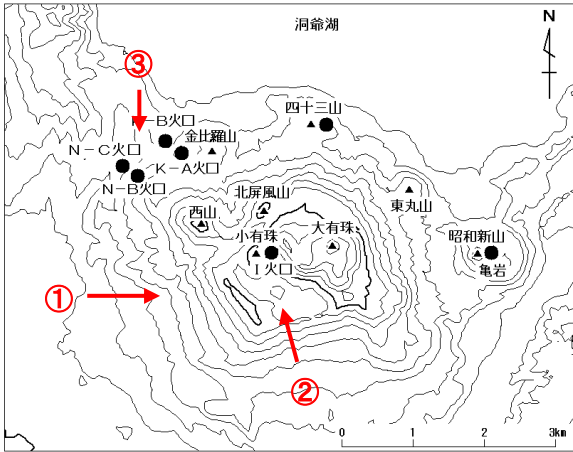 洞爺湖
N
③
四十三山
K-B火口
金比羅山
N-C火口
K-A火口
N-B火口
北屏風山
東丸山
西山
小有珠
大有珠
昭和新山
I火口
亀岩
①
②
0 1 2 3km